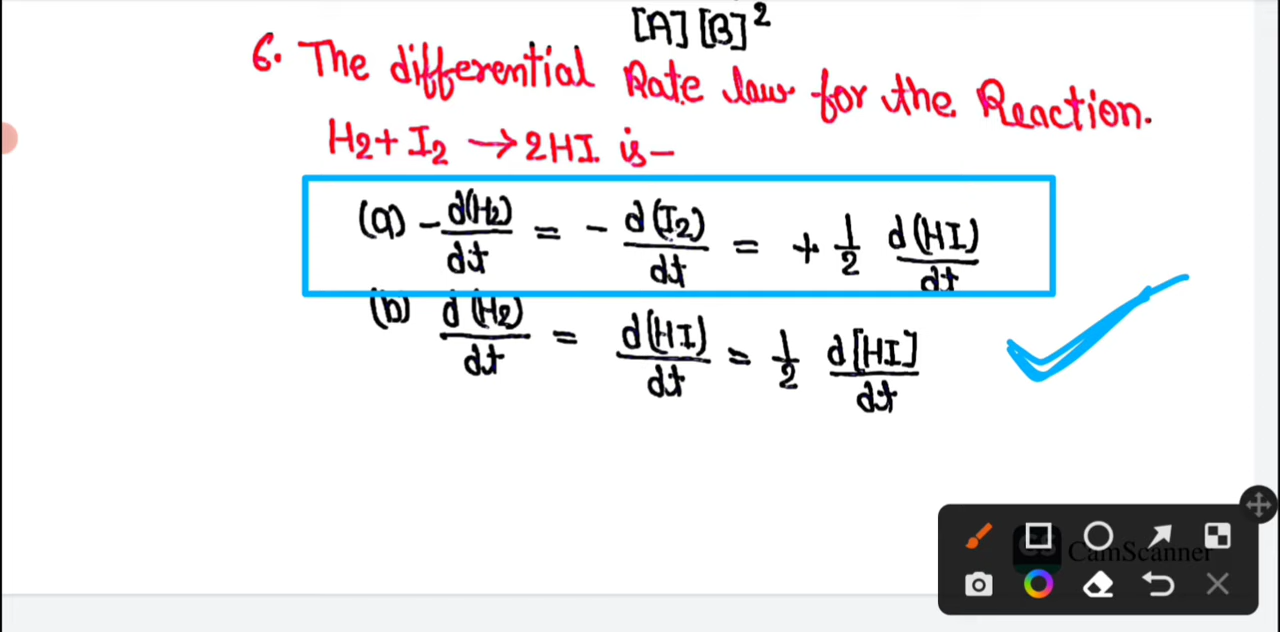 [A] [B]²
6. The differential Rate law for the Reaction.
H2 + I2 → 2HI is –
(a) - d(H2)/dt = - d(I2)/dt = + 1/2 d(HI)/dt
(b) d(H2)/dt = d(HI)/dt = 1/2 d[HI]/dt
CamScanner